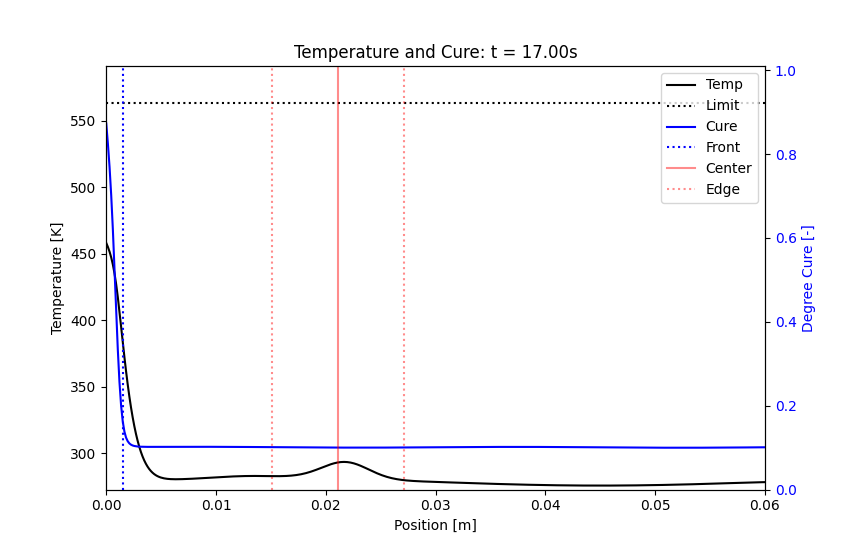 Temperature and Cure: t = 17.00s
Temp
Limit
Cure
Front
Center
Edge
Temperature [K]
550
500
450
400
350
300
Degree Cure [-]
1.0
0.8
0.6
0.4
0.2
0.0
0.00
0.01
0.02
0.03
0.04
0.05
0.06
Position [m]